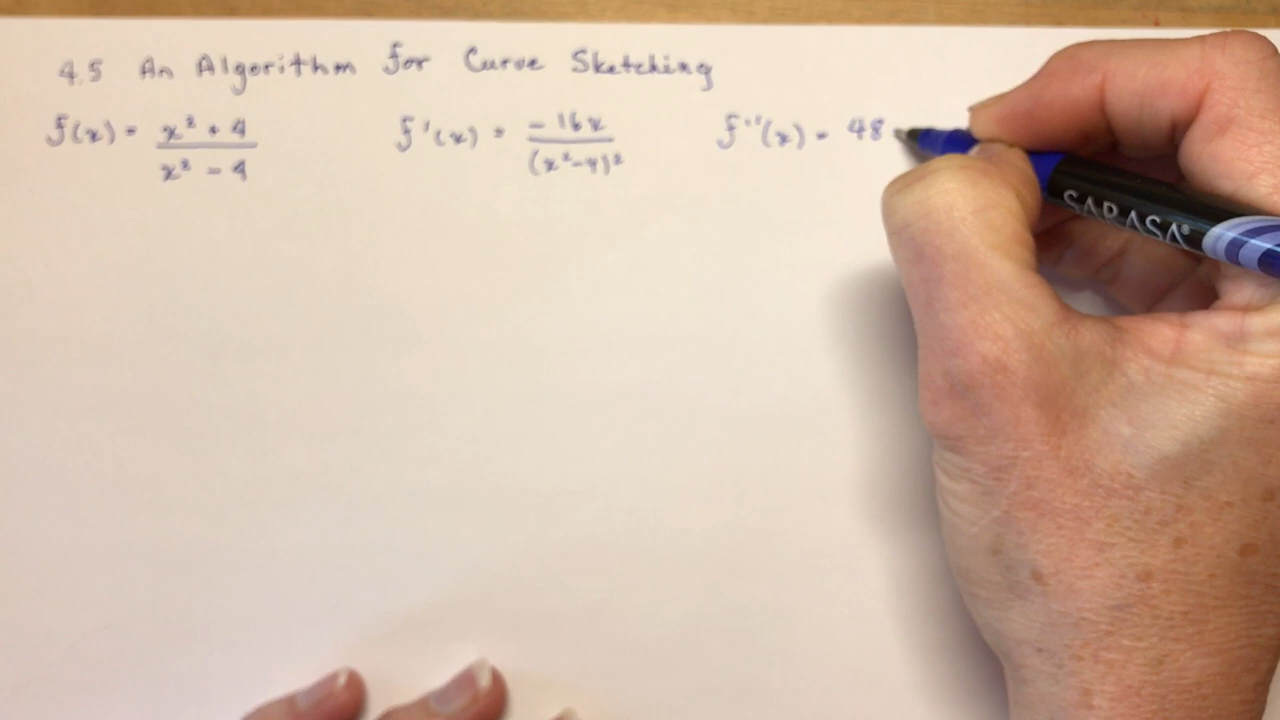 4.5 An Algorithm for Curve Sketching
f(x) = x² + 4 / x² - 4 f'(x) = -16x / (x²-4)² f''(x) = 48
SARASA®